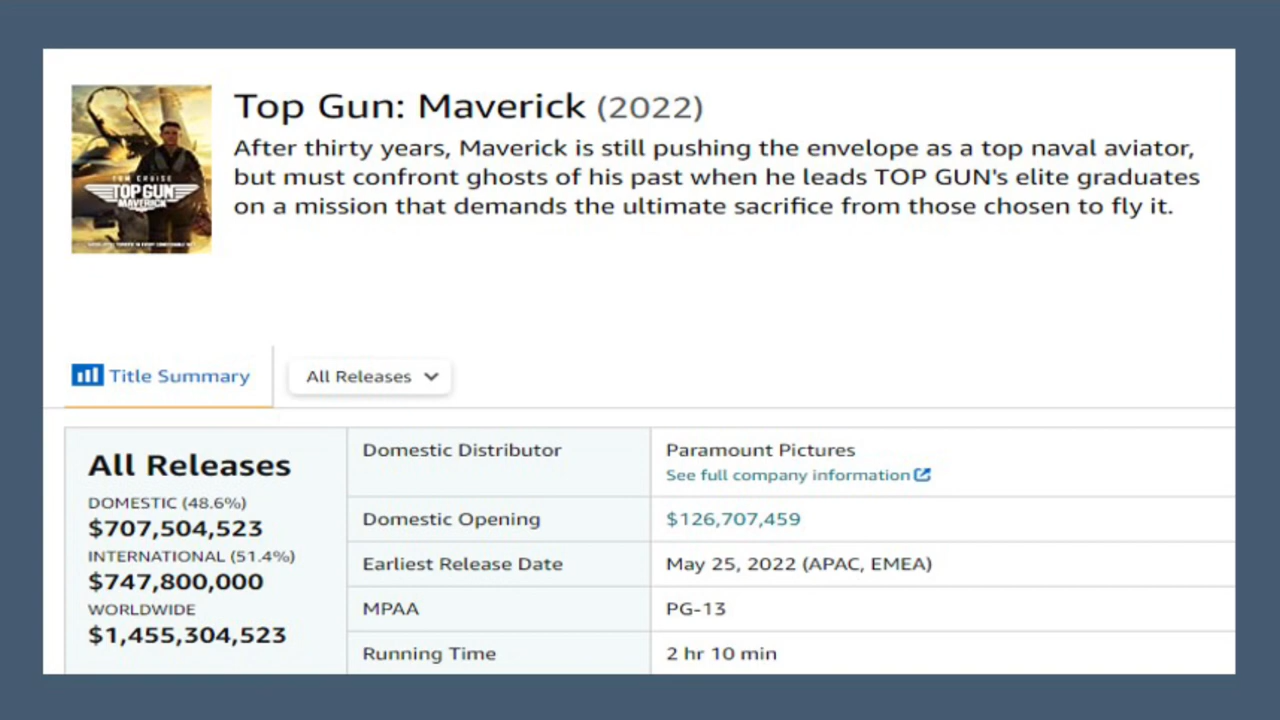 Top Gun: Maverick (2022)
After thirty years, Maverick is still pushing the envelope as a top naval aviator,
but must confront ghosts of his past when he leads TOP GUN's elite graduates
on a mission that demands the ultimate sacrifice from those chosen to fly it.
TOM CRUISE
TOP GUN
MAVERICK
Title Summary
All Releases
All Releases
DOMESTIC (48.6%)
$707,504,523
INTERNATIONAL (51.4%)
$747,800,000
WORLDWIDE
$1,455,304,523
Domestic Distributor
Paramount Pictures
See full company information
Domestic Opening
$126,707,459
Earliest Release Date
May 25, 2022 (APAC, EMEA)
MPAA
PG-13
Running Time
2 hr 10 min